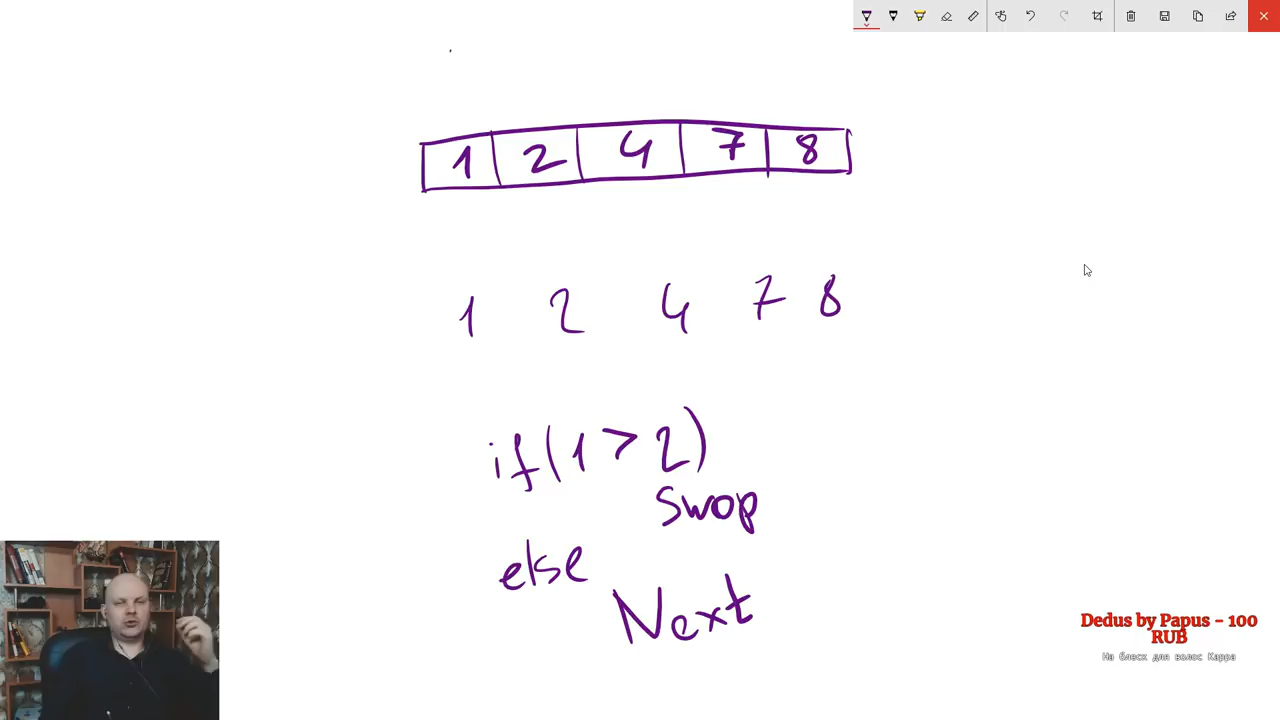 1 2 4 7 8
1 2 4 7 8
if(1 > 2)
Swop
else
Next
Dedus by Papus - 100
RUB
На блеск для волос Карра